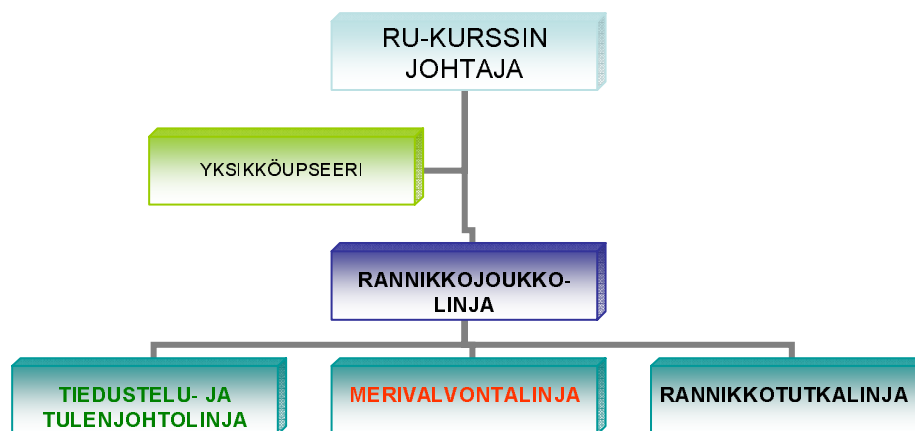 RU-KURSSIN
JOHTAJA
YKSIKKÖUPSEERI
RANNIKKOJOUKKO-
LINJA
TIEDUSTELU- JA
TULENJOHTOLINJA
MERIVALVONTALINJA
RANNIKKOTUTKALINJA